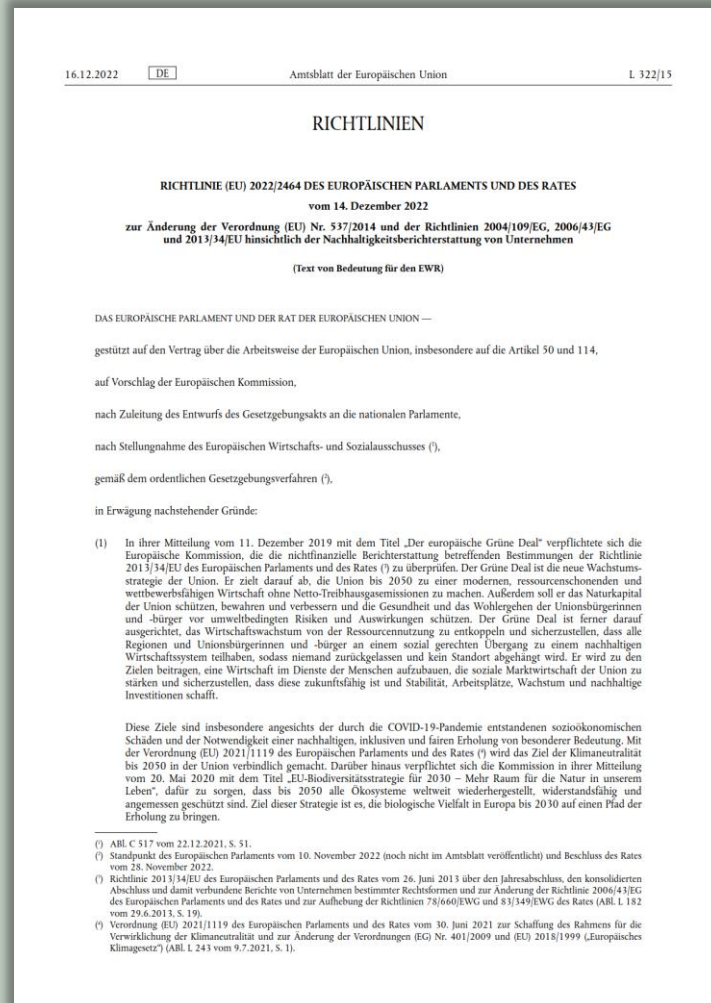 16.12.2022 DE Amtsblatt der Europäischen Union L 322/15
RICHTLINIEN
RICHTLINIE (EU) 2022/2464 DES EUROPÄISCHEN PARLAMENTS UND DES RATES
vom 14. Dezember 2022
zur Änderung der Verordnung (EU) Nr. 537/2014 und der Richtlinien 2004/109/EG, 2006/43/EG
und 2013/34/EU hinsichtlich der Nachhaltigkeitsberichterstattung von Unternehmen
(Text von Bedeutung für den EWR)
DAS EUROPÄISCHE PARLAMENT UND DER RAT DER EUROPÄISCHEN UNION —
gestützt auf den Vertrag über die Arbeitsweise der Europäischen Union, insbesondere auf die Artikel 50 und 114,
auf Vorschlag der Europäischen Kommission,
nach Zuleitung des Entwurfs des Gesetzgebungsakts an die nationalen Parlamente,
nach Stellungnahme des Europäischen Wirtschafts- und Sozialausschusses (¹),
gemäß dem ordentlichen Gesetzgebungsverfahren (²),
in Erwägung nachstehender Gründe:
(1) In ihrer Mitteilung vom 11. Dezember 2019 mit dem Titel „Der europäische Grüne Deal“ verpflichtete sich die
Europäische Kommission, die die nichtfinanzielle Berichterstattung betreffenden Bestimmungen der Richtlinie
2013/34/EU des Europäischen Parlaments und des Rates (³) zu überprüfen. Der Grüne Deal ist die neue Wachstums-
strategie der Union. Er zielt darauf ab, die Union bis 2050 zu einer modernen, ressourcenschonenden und
wettbewerbsfähigen Wirtschaft ohne Netto-Treibhausgasemissionen zu machen. Außerdem soll er das Naturkapital
der Union schützen, bewahren und verbessern und die Gesundheit und das Wohlergehen der Unionsbürgerinnen
und -bürger vor umweltbedingten Risiken und Auswirkungen schützen. Der Grüne Deal ist ferner darauf
ausgerichtet, das Wirtschaftswachstum von der Ressourcennutzung zu entkoppeln und sicherzustellen, dass alle
Regionen und Unionsbürgerinnen und -bürger an einem sozial gerechten Übergang zu einem nachhaltigen
Wirtschaftssystem teilhaben, sodass niemand zurückgelassen und kein Standort abgehängt wird. Er wird zu den
Zielen beitragen, eine Wirtschaft im Dienste der Menschen aufzubauen, die soziale Marktwirtschaft der Union zu
stärken und sicherzustellen, dass diese zukunftsfähig ist und Stabilität, Arbeitsplätze, Wachstum und nachhaltige
Investitionen schafft.
Diese Ziele sind insbesondere angesichts der durch die COVID-19-Pandemie entstandenen sozioökonomischen
Schäden und der Notwendigkeit einer nachhaltigen, inklusiven und fairen Erholung von besonderer Bedeutung. Mit
der Verordnung (EU) 2021/1119 des Europäischen Parlaments und des Rates (⁴) wird das Ziel der Klimaneutralität
bis 2050 in der Union verbindlich gemacht. Darüber hinaus verpflichtet sich die Kommission in ihrer Mitteilung
vom 20. Mai 2020 mit dem Titel „EU-Biodiversitätsstrategie für 2030 – Mehr Raum für die Natur in unserem
Leben“, dafür zu sorgen, dass bis 2050 alle Ökosysteme weltweit wiederhergestellt, widerstandsfähig und
angemessen geschützt sind. Ziel dieser Strategie ist es, die biologische Vielfalt in Europa bis 2030 auf einen Pfad der
Erholung zu bringen.
(¹) ABl. C 517 vom 22.12.2021, S. 51.
(²) Standpunkt des Europäischen Parlaments vom 10. November 2022 (noch nicht im Amtsblatt veröffentlicht) und Beschluss des Rates
vom 28. November 2022.
(³) Richtlinie 2013/34/EU des Europäischen Parlaments und des Rates vom 26. Juni 2013 über den Jahresabschluss, den konsolidierten
Abschluss und damit verbundene Berichte von Unternehmen bestimmter Rechtsformen und zur Änderung der Richtlinie 2006/43/EG
des Europäischen Parlaments und des Rates und zur Aufhebung der Richtlinien 78/660/EWG und 83/349/EWG des Rates (ABl. L 182
vom 29.6.2013, S. 19).
(⁴) Verordnung (EU) 2021/1119 des Europäischen Parlaments und des Rates vom 30. Juni 2021 zur Schaffung des Rahmens für die
Verwirklichung der Klimaneutralität und zur Änderung der Verordnungen (EG) Nr. 401/2009 und (EU) 2018/1999 („Europäisches
Klimagesetz“) (ABl. L 243 vom 9.7.2021, S. 1).